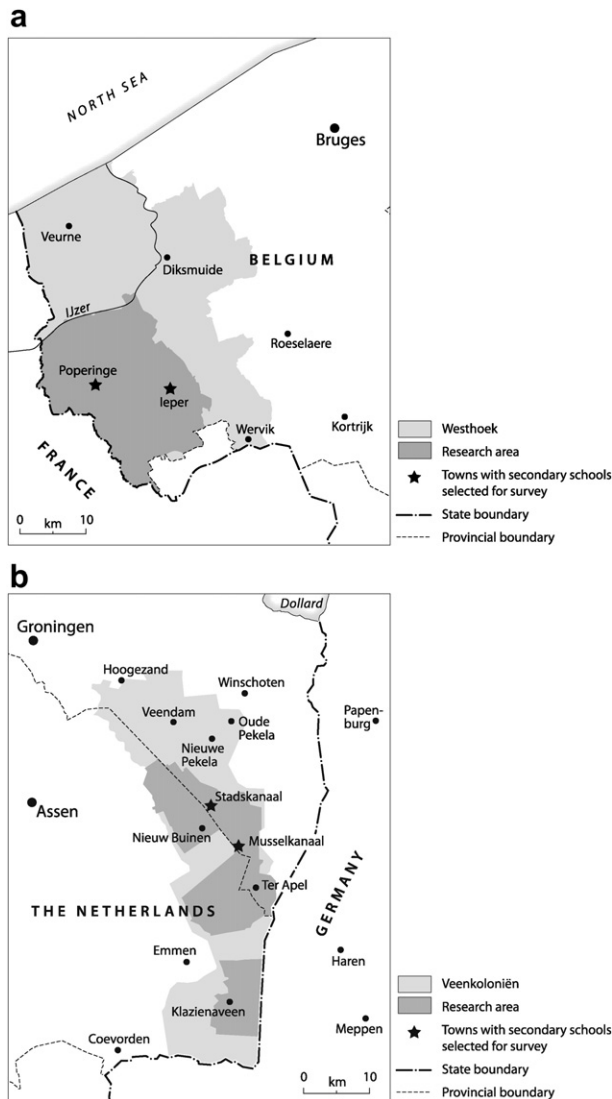 a
NORTH SEA
Bruges
Veurne
Diksmuide
BELGIUM
IJzer
Roeselaere
Poperinge
Ieper
Wervik
Kortrijk
FRANCE
0 km 10
Westhoek
Research area
Towns with secondary schools
selected for survey
State boundary
Provincial boundary
b
Dollard
Groningen
Hoogezand
Winschoten
Veendam
Oude
Pekela
Papen-
burg
Nieuwe
Pekela
Stadskanaal
Assen
Nieuw Buinen
Musselkanaal
Ter Apel
THE NETHERLANDS
GERMANY
Emmen
Haren
Klazienaveen
Meppen
Coevorden
0 km 10
Veenkoloniën
Research area
Towns with secondary schools
selected for survey
State boundary
Provincial boundary